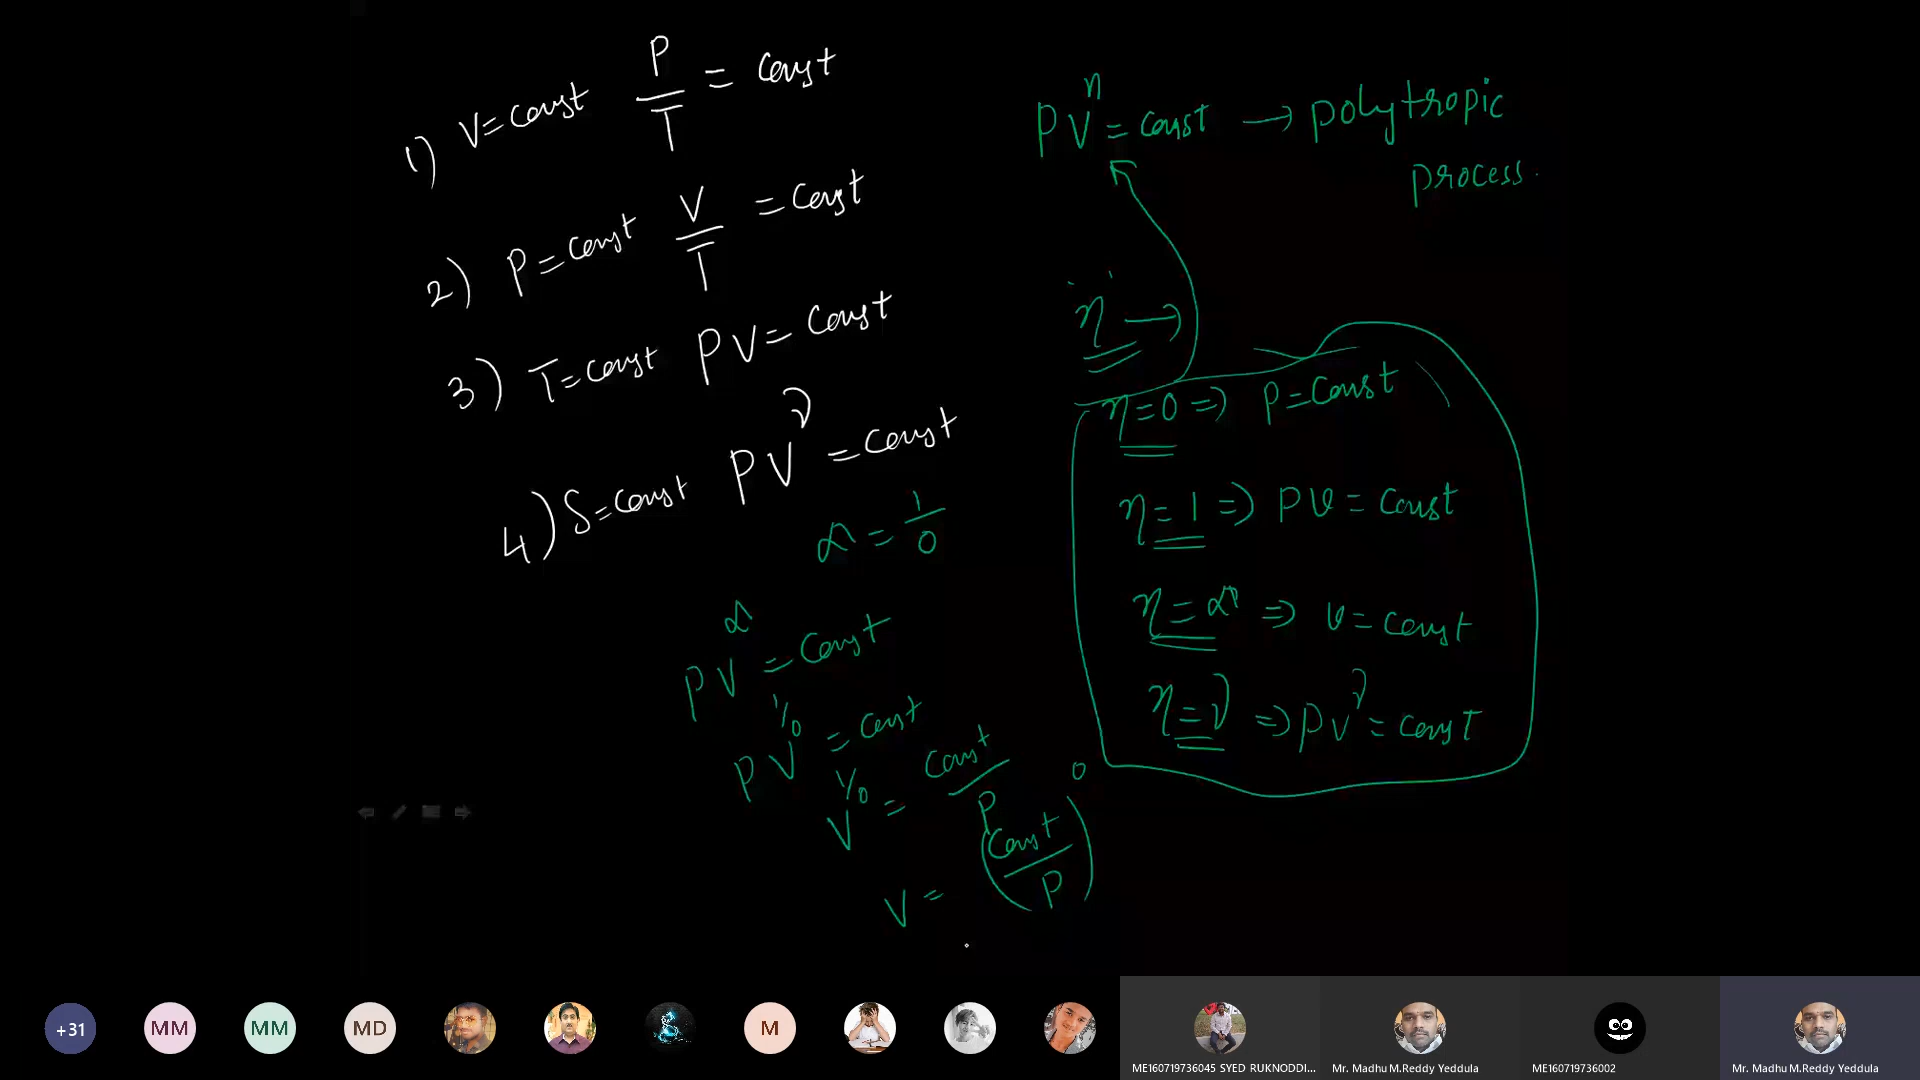 1) V=const P/T = const
2) P=const V/T = const
3) T=const PV=const
4) S=const PV^γ=const
∞ = 1/0
PV^∞ = const
PV^1/0 = const
V^1/0 = const/P
V = (const/P)^0
PV^n = const → polytropic
process.
'η' →
η=0 => P=const
η=1 => PV=const
η=∞ => V=const
η=γ => PV^γ=const
+31
MM
MM
MD
M
ME160719736045 SYED RUKNODDI...
Mr. Madhu M.Reddy Yeddula
ME160719736002
Mr. Madhu M.Reddy Yeddula